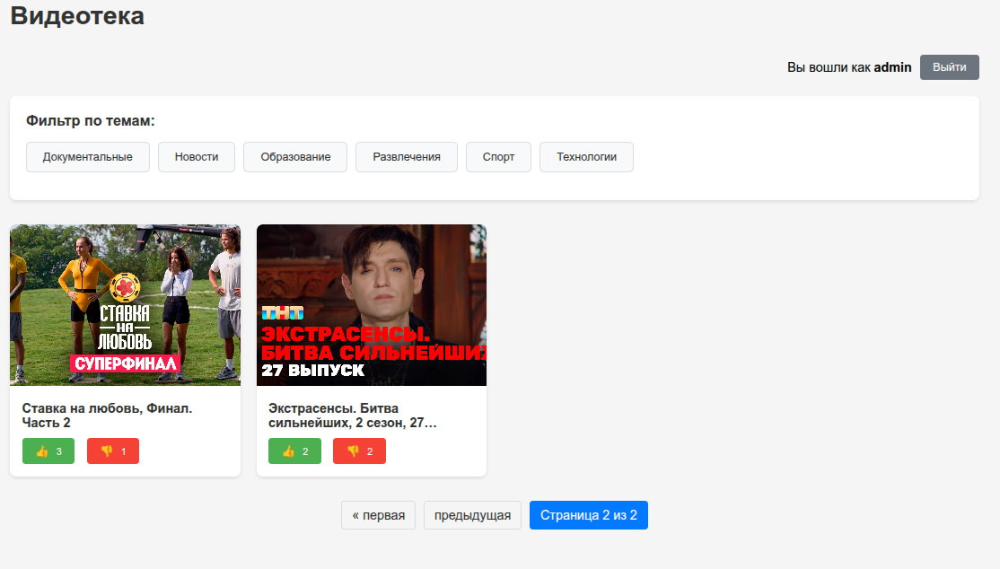 Видеотека
Вы вошли как admin Выйти
Фильтр по темам:
Документальные Новости Образование Развлечения Спорт Технологии
СТАВКА
НА
ЛЮБОВЬ
СУПЕРФИНАЛ
ТНТ
ЭКСТРАСЕНСЫ.
БИТВА СИЛЬНЕЙШИХ
27 ВЫПУСК
Ставка на любовь, Финал.
Часть 2
3 1
Экстрасенсы. Битва
сильнейших, 2 сезон, 27…
2 2
« первая предыдущая Страница 2 из 2